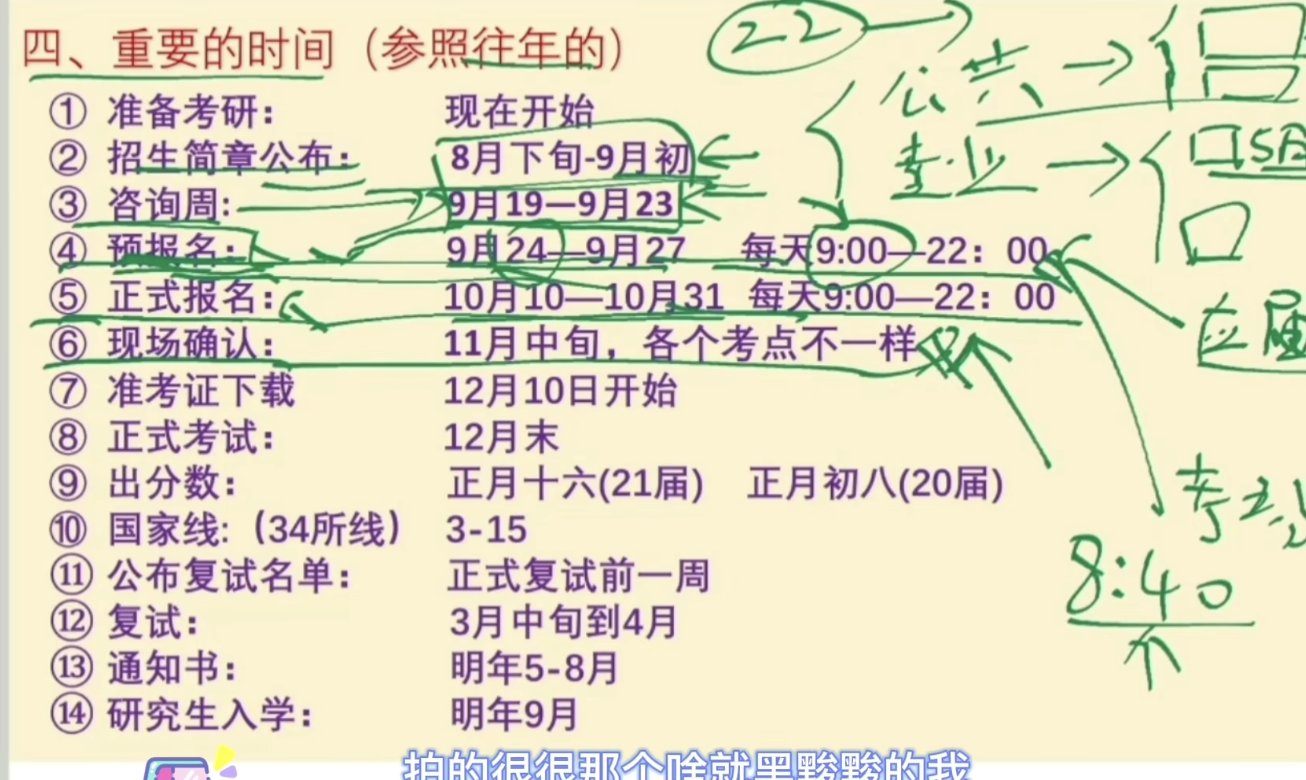 四、重要的时间（参照往年的）
① 准备考研： 现在开始
② 招生简章公布： 8月下旬-9月初
③ 咨询周: 9月19—9月23
④ 预报名： 9月24—9月27 每天9:00—22：00
⑤ 正式报名： 10月10—10月31 每天9:00—22：00
⑥ 现场确认： 11月中旬，各个考点不一样
⑦ 准考证下载 12月10日开始
⑧ 正式考试： 12月末
⑨ 出分数： 正月十六(21届) 正月初八(20届)
⑩ 国家线:（34所线） 3-15
⑪ 公布复试名单： 正式复试前一周
⑫ 复试： 3月中旬到4月
⑬ 通知书： 明年5-8月
⑭ 研究生入学： 明年9月
22
公共
专业
应届
8:40
拍的很很那个啥就黑黢黢的我